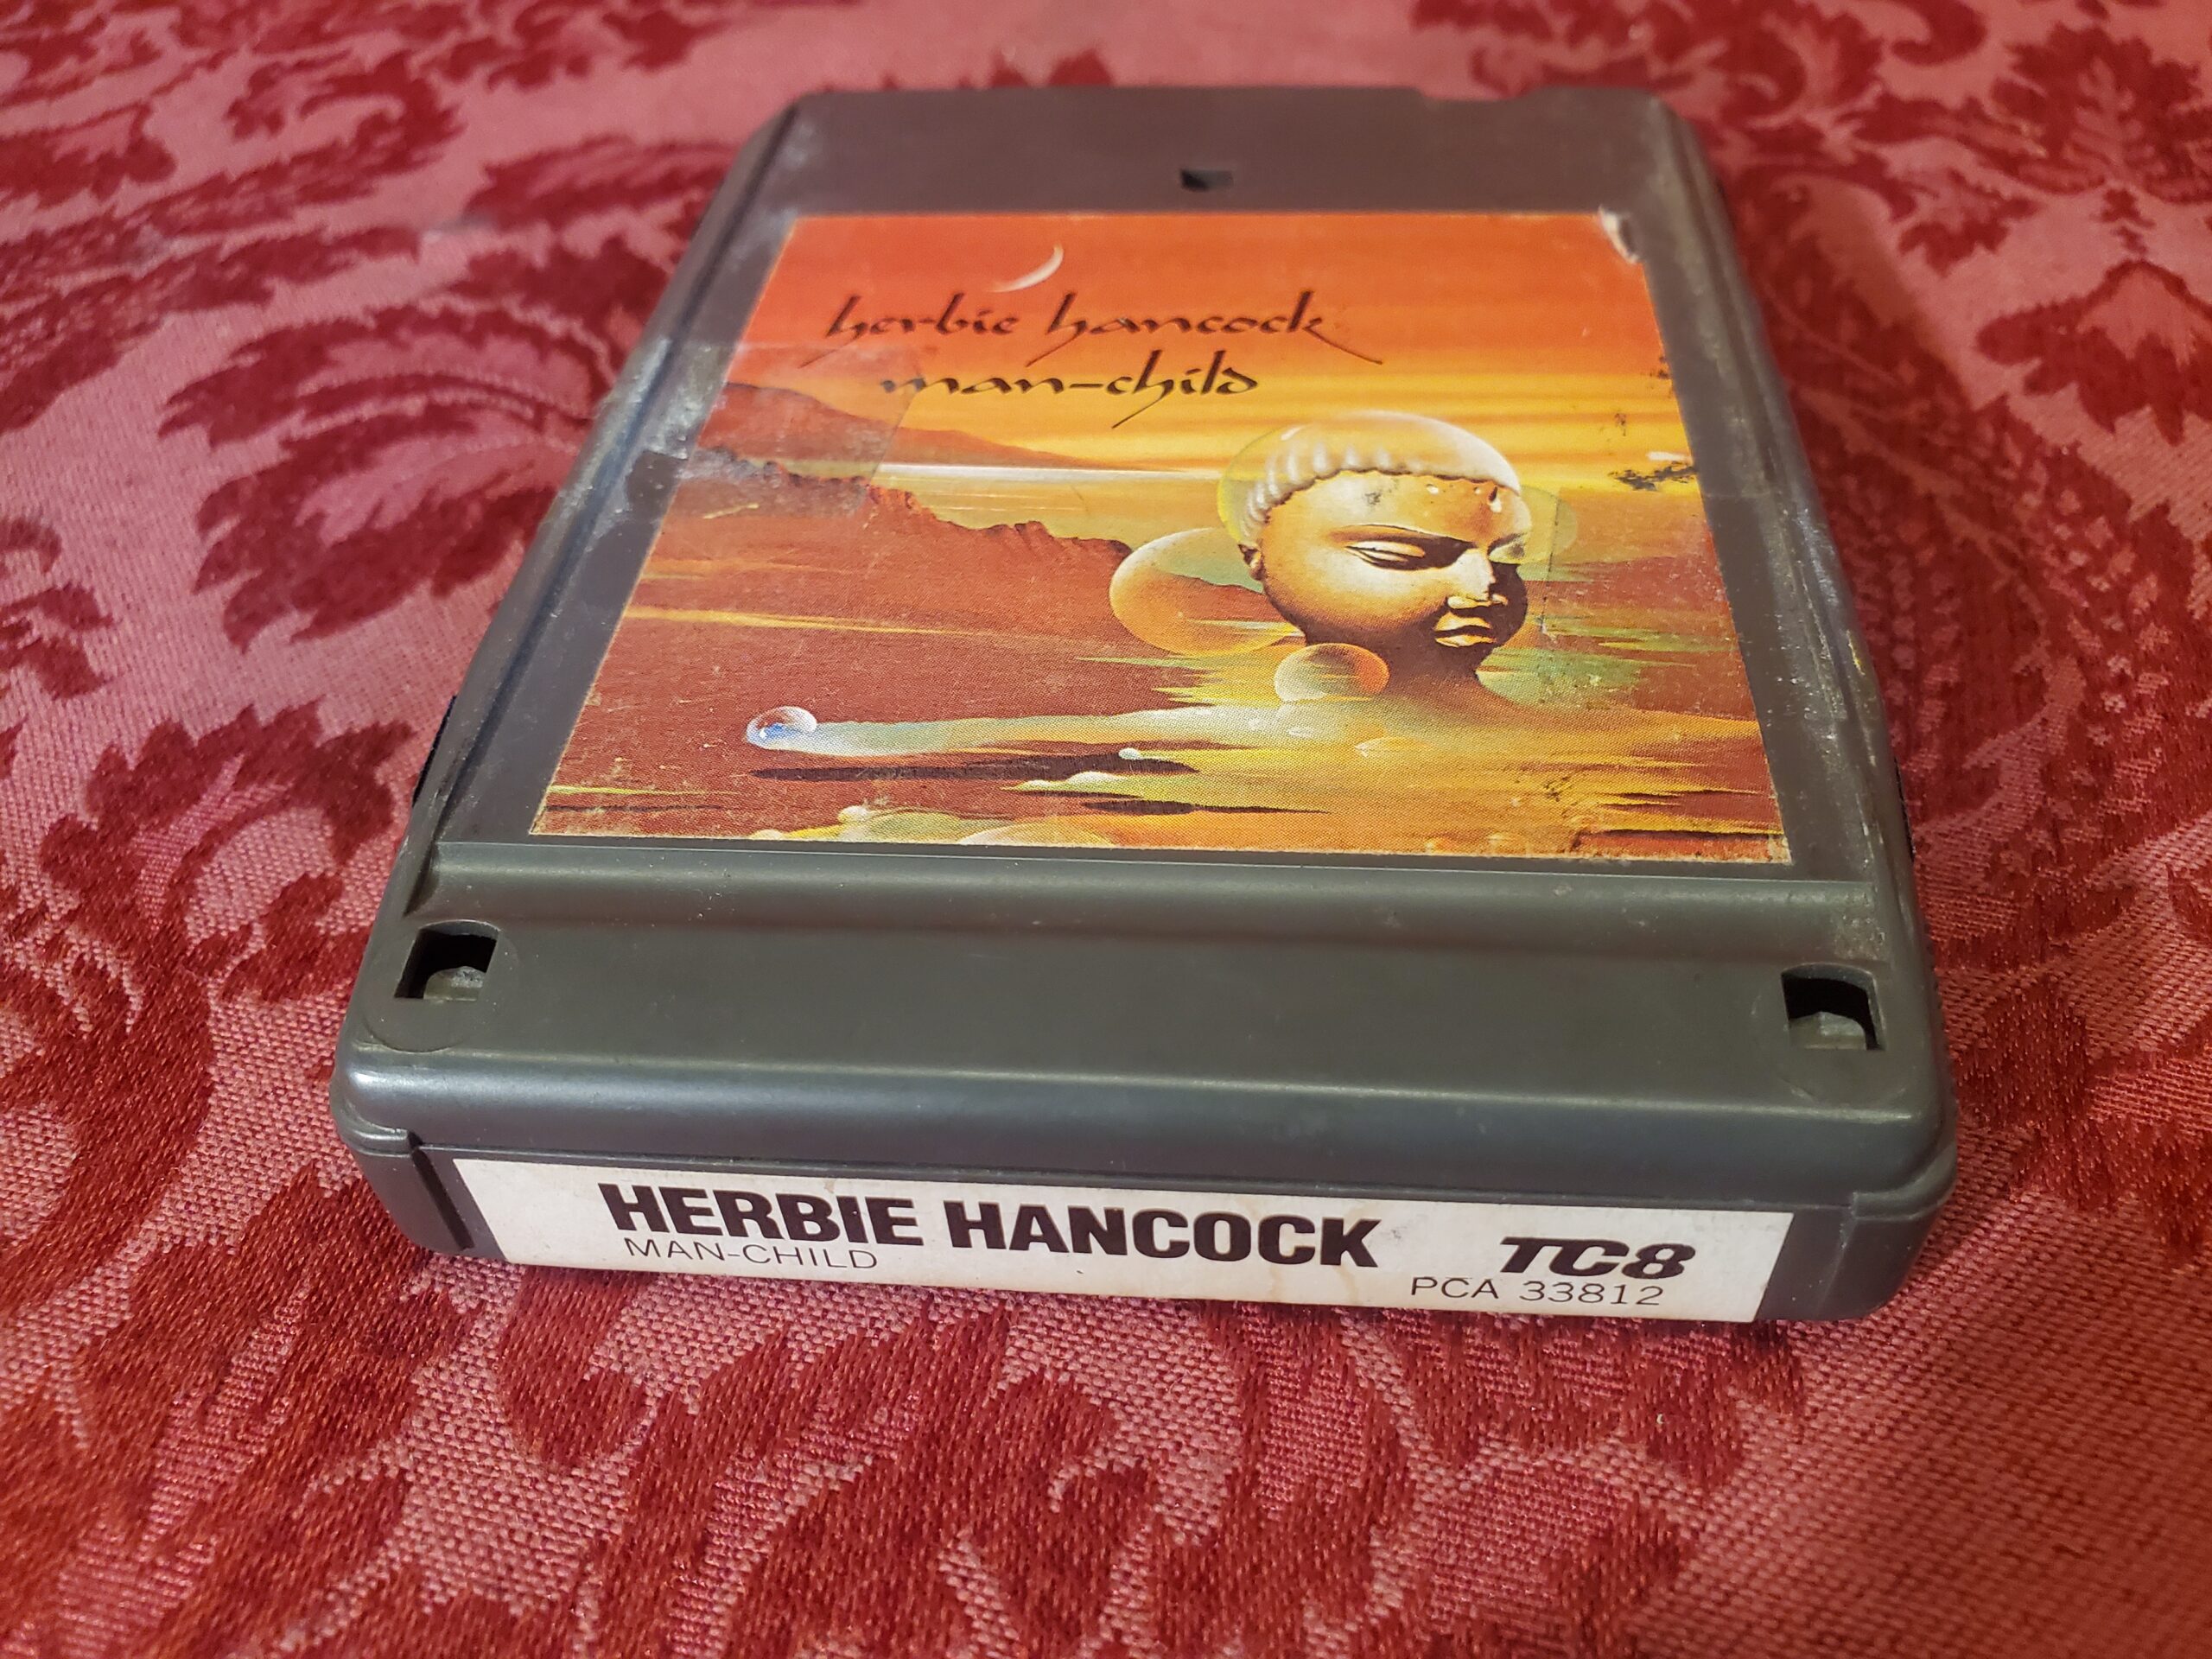 herbie hancock
man-child
HERBIE HANCOCK
MAN-CHILD
TC8
PCA 33812